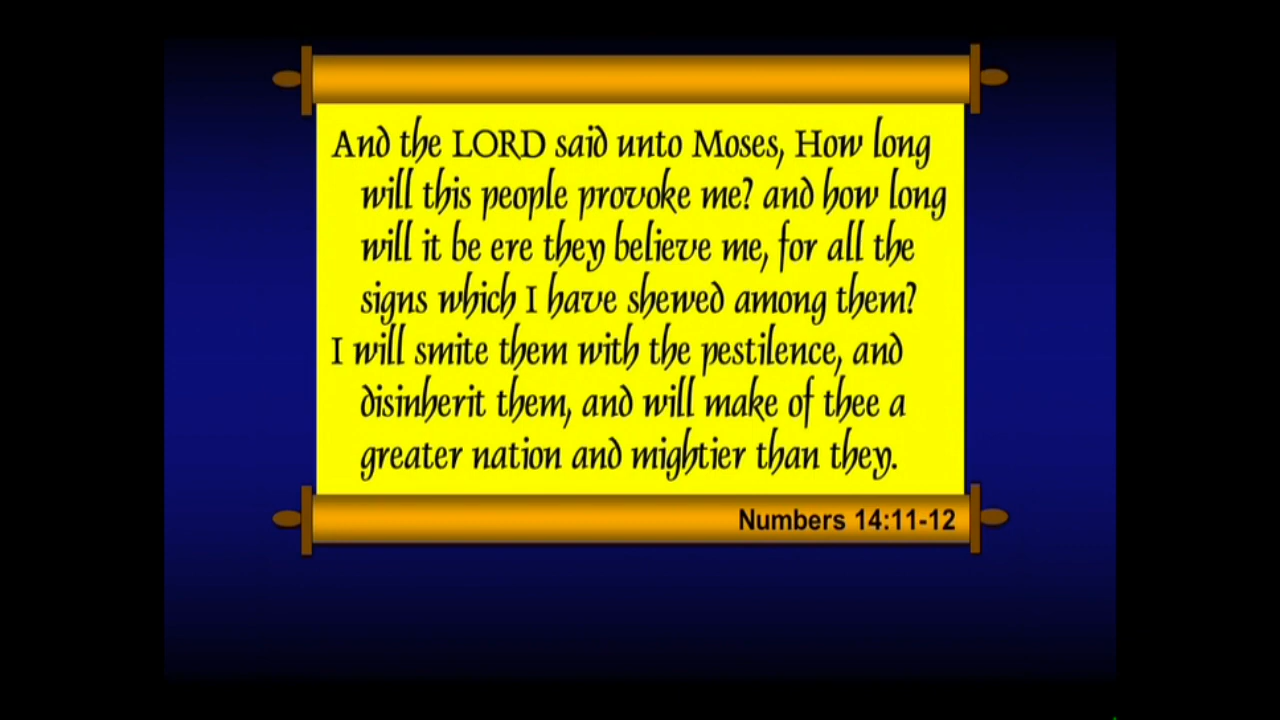 And the LORD said unto Moses, How long
will this people provoke me? and how long
will it be ere they believe me, for all the
signs which I have shewed among them?
I will smite them with the pestilence, and
disinherit them, and will make of thee a
greater nation and mightier than they.
Numbers 14:11-12